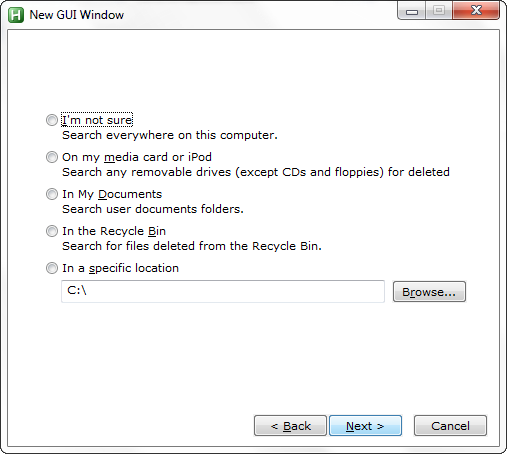 New GUI Window
I'm not sure
Search everywhere on this computer.
On my media card or iPod
Search any removable drives (except CDs and floppies) for deleted
In My Documents
Search user documents folders.
In the Recycle Bin
Search for files deleted from the Recycle Bin.
In a specific location
C:\
Browse...
< Back
Next >
Cancel